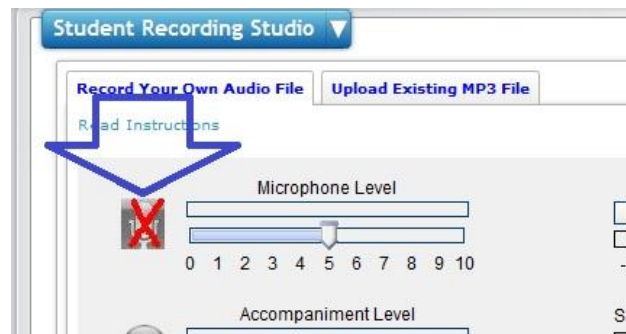 Student Recording Studio
Record Your Own Audio File Upload Existing MP3 File
Read Instructions
Microphone Level
0 1 2 3 4 5 6 7 8 9 10
Accompaniment Level